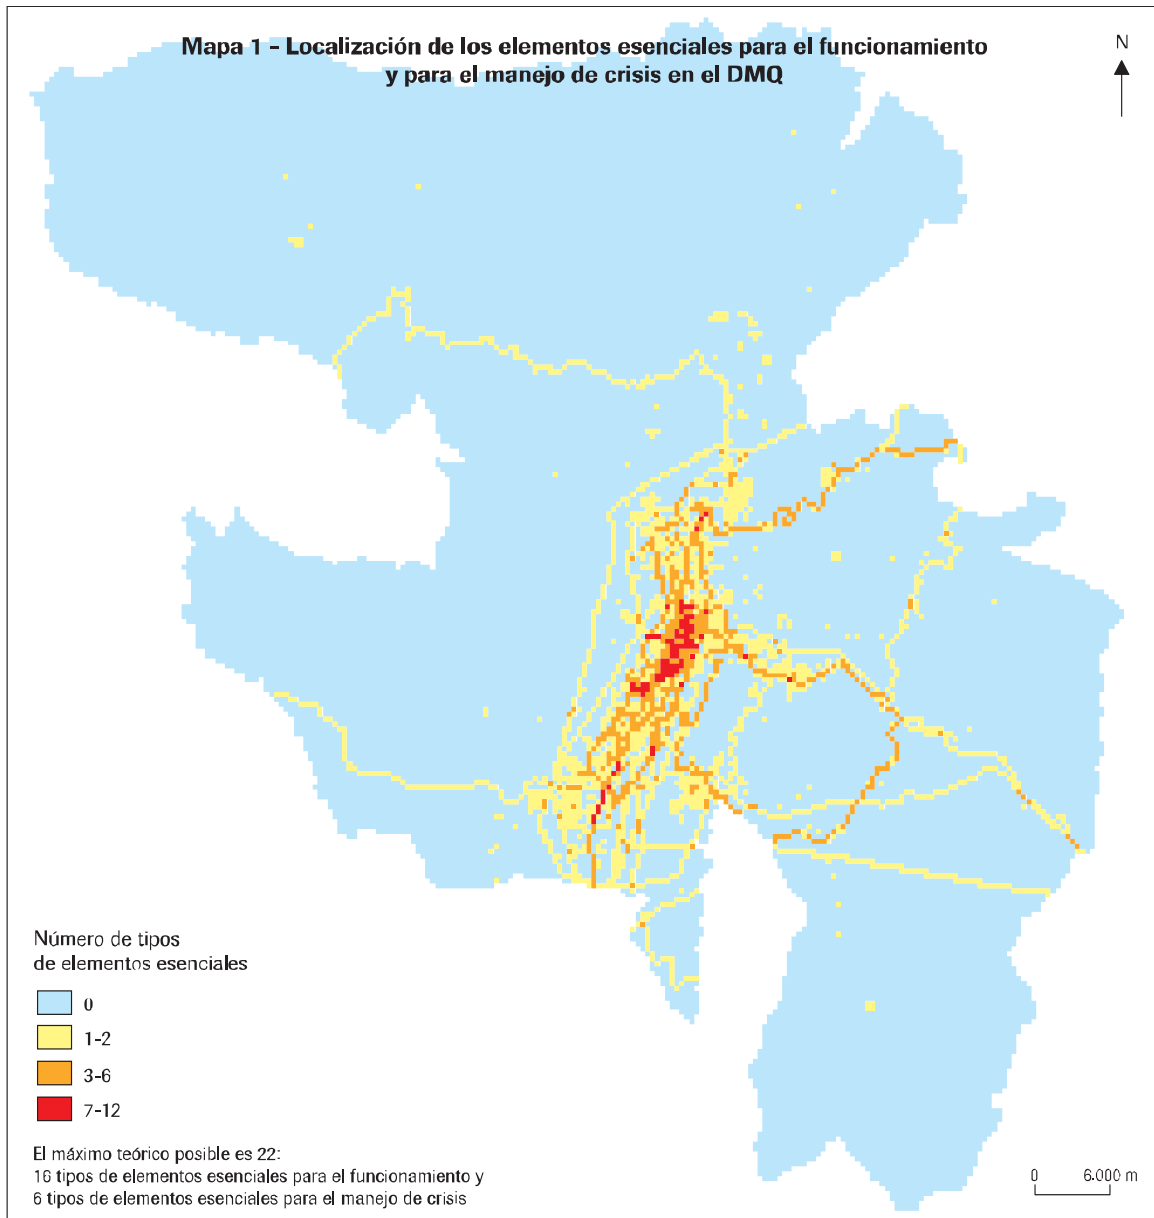 Mapa 1 - Localización de los elementos esenciales para el funcionamiento
y para el manejo de crisis en el DMQ
N
Número de tipos
de elementos esenciales
0
1-2
3-6
7-12
El máximo teórico posible es 22:
16 tipos de elementos esenciales para el funcionamiento y
6 tipos de elementos esenciales para el manejo de crisis
0 6.000 m